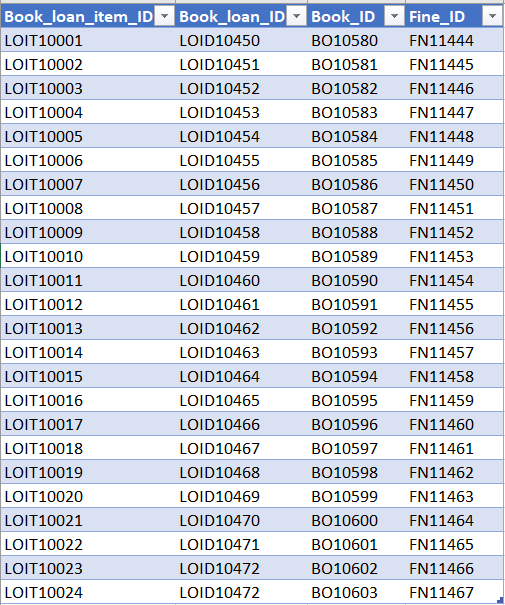 Book_loan_item_ID Book_loan_ID Book_ID Fine_ID
LOIT10001 LOID10450 BO10580 FN11444
LOIT10002 LOID10451 BO10581 FN11445
LOIT10003 LOID10452 BO10582 FN11446
LOIT10004 LOID10453 BO10583 FN11447
LOIT10005 LOID10454 BO10584 FN11448
LOIT10006 LOID10455 BO10585 FN11449
LOIT10007 LOID10456 BO10586 FN11450
LOIT10008 LOID10457 BO10587 FN11451
LOIT10009 LOID10458 BO10588 FN11452
LOIT10010 LOID10459 BO10589 FN11453
LOIT10011 LOID10460 BO10590 FN11454
LOIT10012 LOID10461 BO10591 FN11455
LOIT10013 LOID10462 BO10592 FN11456
LOIT10014 LOID10463 BO10593 FN11457
LOIT10015 LOID10464 BO10594 FN11458
LOIT10016 LOID10465 BO10595 FN11459
LOIT10017 LOID10466 BO10596 FN11460
LOIT10018 LOID10467 BO10597 FN11461
LOIT10019 LOID10468 BO10598 FN11462
LOIT10020 LOID10469 BO10599 FN11463
LOIT10021 LOID10470 BO10600 FN11464
LOIT10022 LOID10471 BO10601 FN11465
LOIT10023 LOID10472 BO10602 FN11466
LOIT10024 LOID10472 BO10603 FN11467